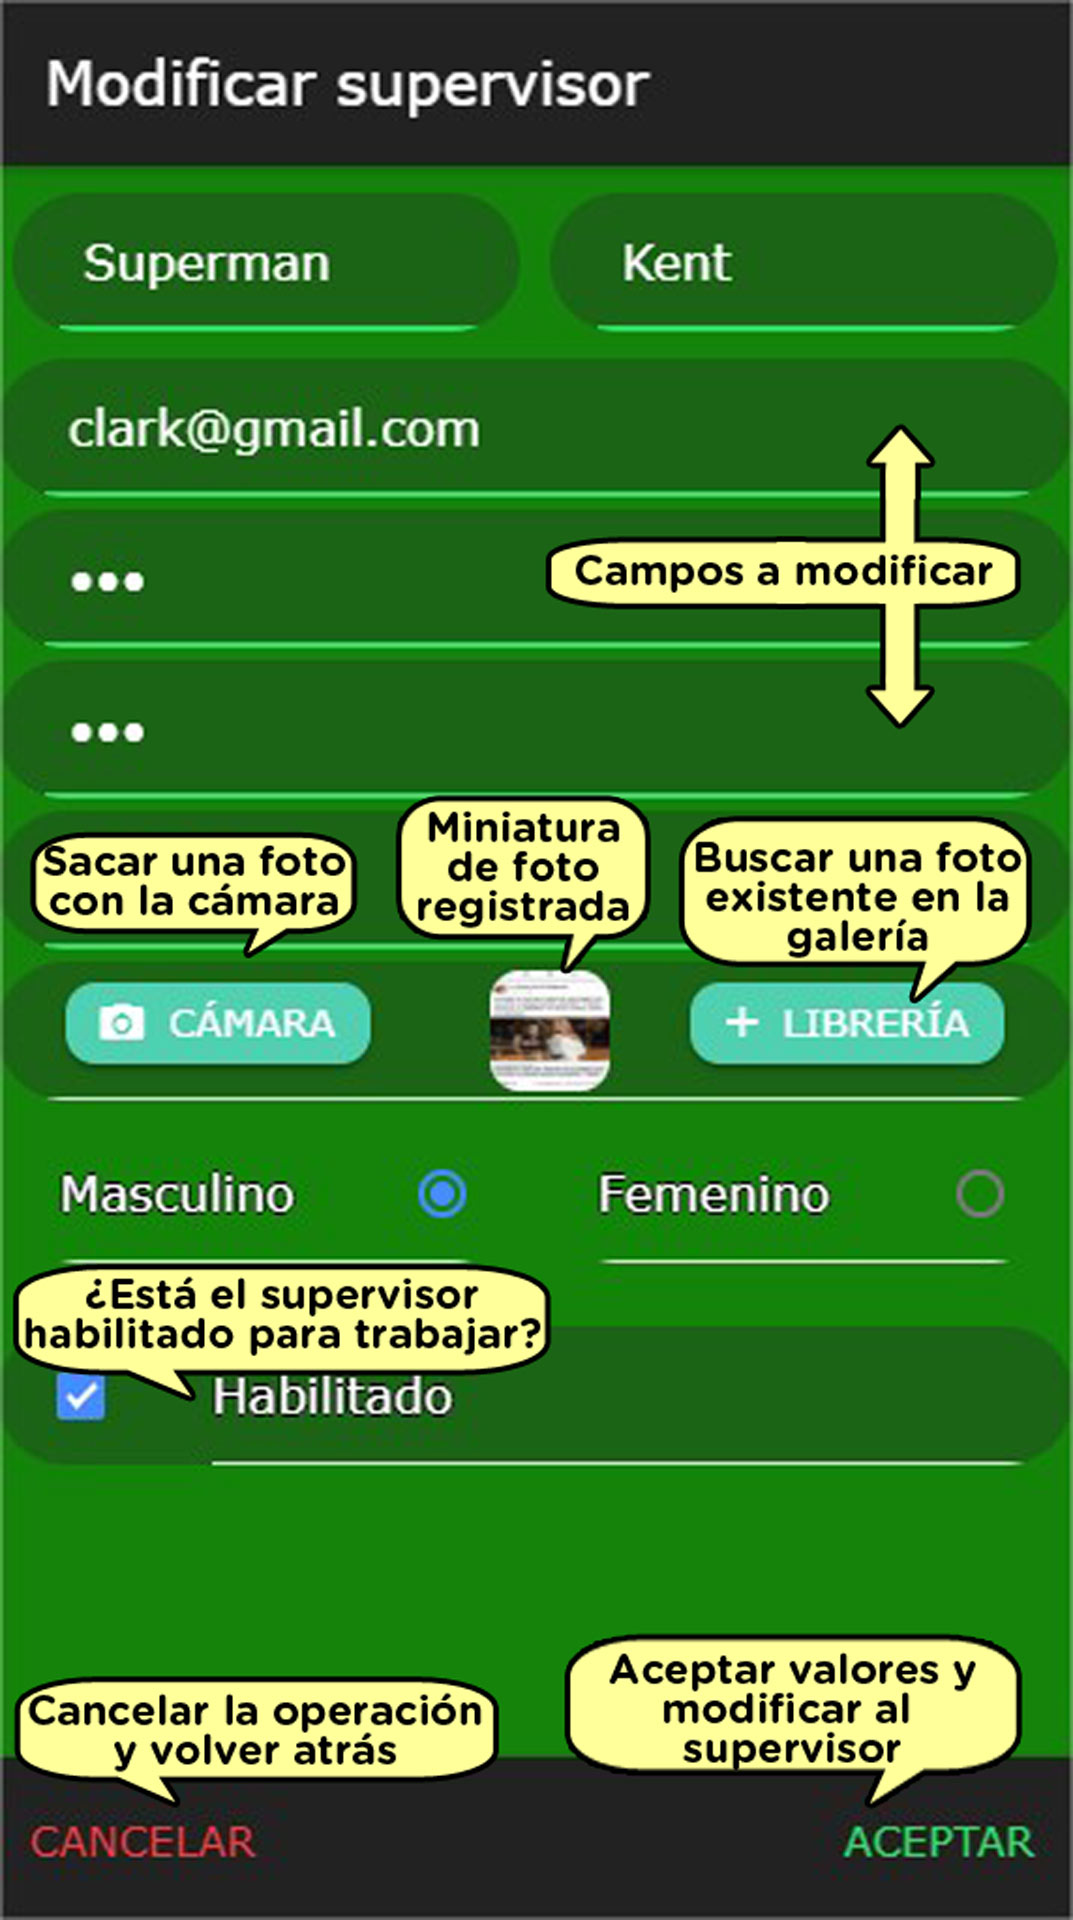 Modificar supervisor
Superman
Kent
clark@gmail.com
•••
Campos a modificar
•••
Sacar una foto
con la cámara
Miniatura
de foto
registrada
Buscar una foto
existente en la
galería
CÁMARA
+ LIBRERÍA
Masculino
Femenino
¿Está el supervisor
habilitado para trabajar?
Habilitado
Cancelar la operación
y volver atrás
Aceptar valores y
modificar al
supervisor
CANCELAR
ACEPTAR